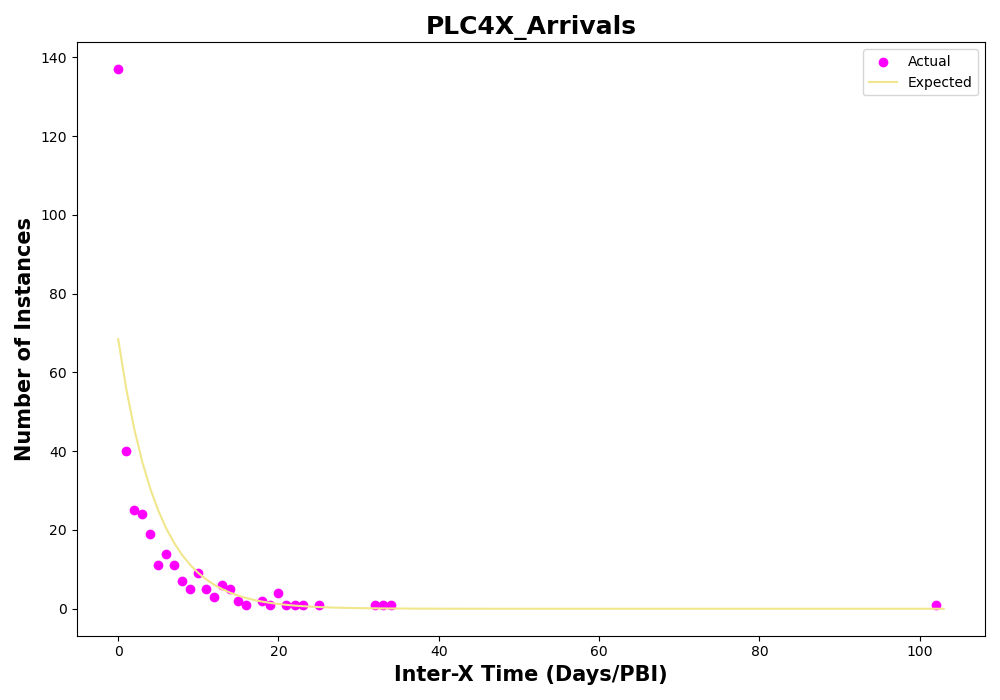 PLC4X_Arrivals
Actual
Expected
Number of Instances
140
120
100
80
60
40
20
0
0 20 40 60 80 100
Inter-X Time (Days/PBI)